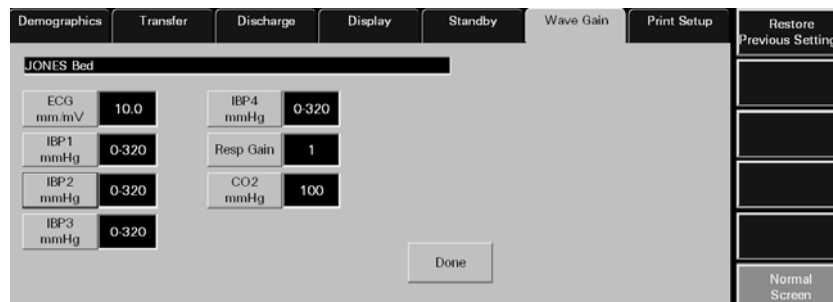 Demographics
Transfer
Discharge
Display
Standby
Wave Gain
Print Setup
Restore
Previous Setting
JONES Bed
ECG
mm/mV
10.0
IBP4
mmHg
0-320
IBP1
mmHg
0-320
Resp Gain
1
IBP2
mmHg
0-320
CO2
mmHg
100
IBP3
mmHg
0-320
Done
Normal
Screen